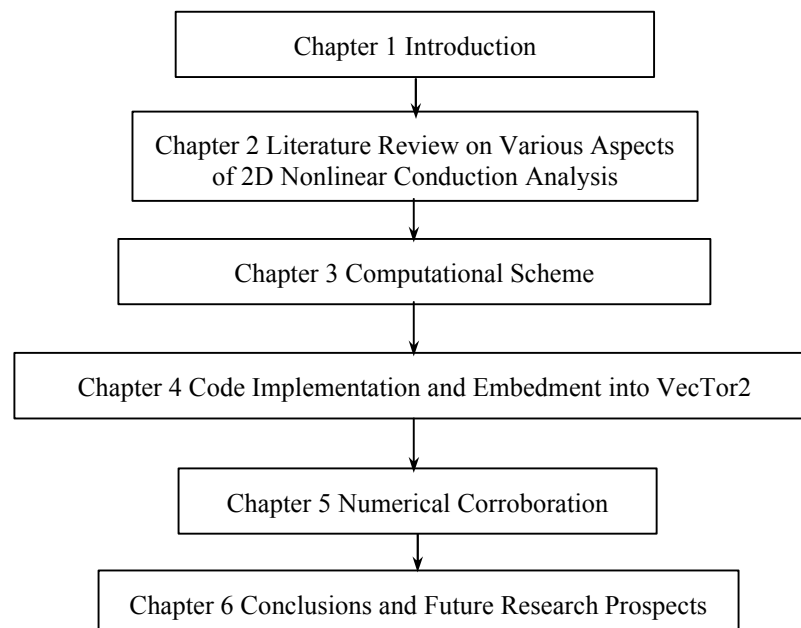 Chapter 1 Introduction
Chapter 2 Literature Review on Various Aspects
of 2D Nonlinear Conduction Analysis
Chapter 3 Computational Scheme
Chapter 4 Code Implementation and Embedment into VecTor2
Chapter 5 Numerical Corroboration
Chapter 6 Conclusions and Future Research Prospects